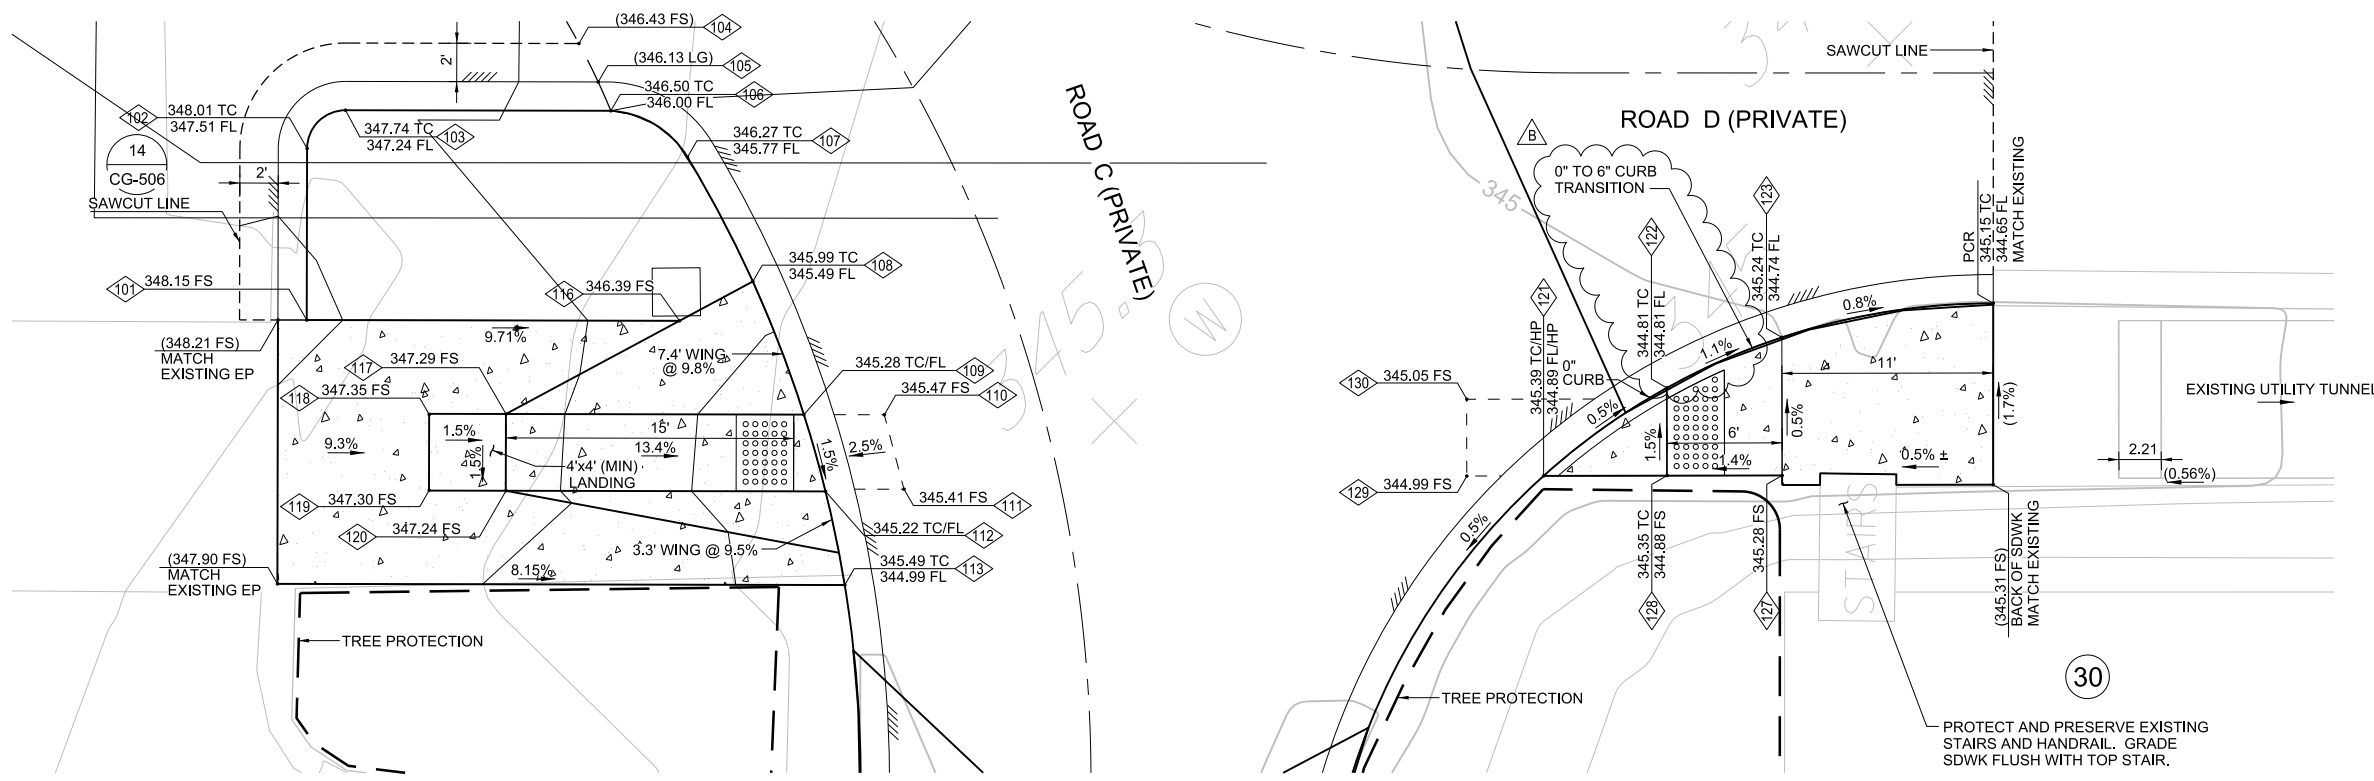 (346.43 FS)
104
2'
(346.13 LG)
105
346.50 TC
346.00 FL
106
102
348.01 TC
347.51 FL
347.74 TC
347.24 FL
103
346.27 TC
345.77 FL
107
14
CG-506
2'
SAWCUT LINE
ROAD C (PRIVATE)
345.99 TC
345.49 FL
108
101
348.15 FS
116
346.39 FS
345.3
W
9.71%
(348.21 FS)
MATCH
EXISTING EP
117
347.29 FS
7.4' WING
@ 9.8%
345.28 TC/FL
109
118
347.35 FS
345.47 FS
110
1.5%
15'
9.3%
1.5%
13.4%
1.5%
2.5%
4'x4' (MIN)
LANDING
119
347.30 FS
345.41 FS
111
120
347.24 FS
345.22 TC/FL
112
3.3' WING @ 9.5%
(347.90 FS)
MATCH
EXISTING EP
8.15%
345.49 TC
344.99 FL
113
TREE PROTECTION
SAWCUT LINE
ROAD D (PRIVATE)
B
0" TO 6" CURB
TRANSITION
345
123
345.24 TC
344.74 FL
122
344.81 TC
344.81 FL
PCR
345.15 TC
344.65 FL
MATCH EXISTING
121
345.39 TC/HP
344.89 FL/HP
0.8%
1.1%
0"
CURB
11'
130
345.05 FS
0.5%
EXISTING UTILITY TUNNEL
(1.7%)
0.5%
6'
1.5%
1.4%
0.5% ±
2.21
(0.56%)
129
344.99 FS
0.5%
345.35 TC
344.88 FS
128
345.28 FS
127
STAIRS
(345.31 FS)
BACK OF SDWK
MATCH EXISTING
30
TREE PROTECTION
PROTECT AND PRESERVE EXISTING
STAIRS AND HANDRAIL. GRADE
SDWK FLUSH WITH TOP STAIR.